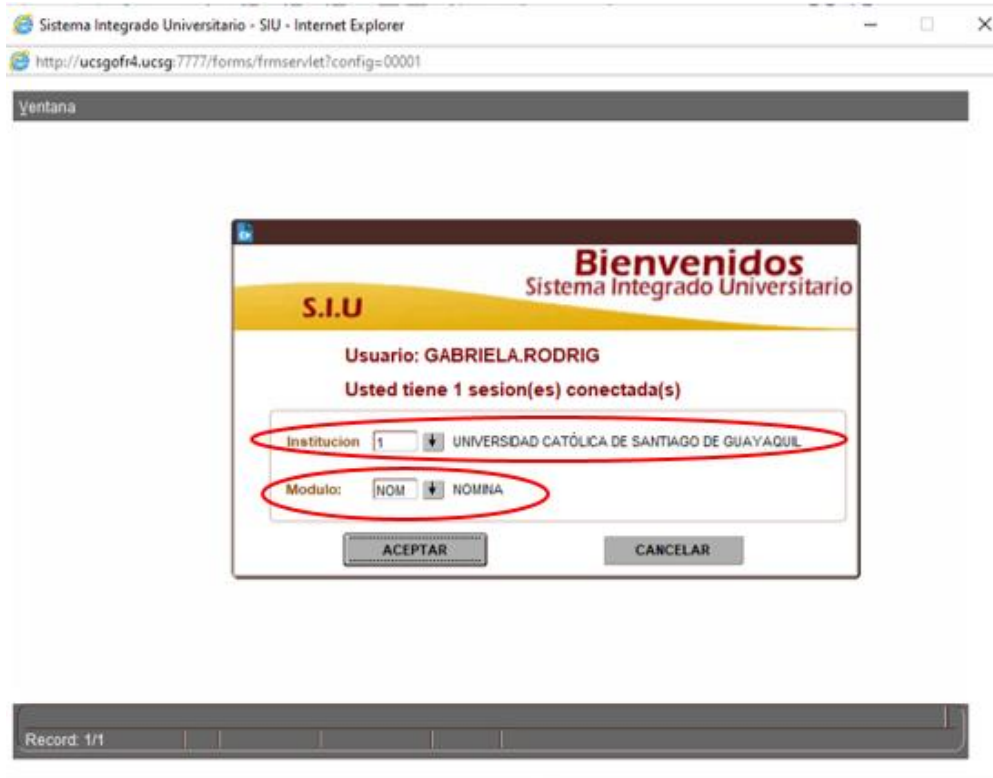 Sistema Integrado Universitario - SIU - Internet Explorer
http://ucsgofr4.ucsg:7777/forms/frmservlet?config=00001
Ventana
Bienvenidos
Sistema Integrado Universitario
S.I.U
Usuario: GABRIELA.RODRIG
Usted tiene 1 sesion(es) conectada(s)
Institucion 1 UNIVERSIDAD CATÓLICA DE SANTIAGO DE GUAYAQUIL
Modulo: NOM NOMINA
ACEPTAR CANCELAR
Record: 1/1